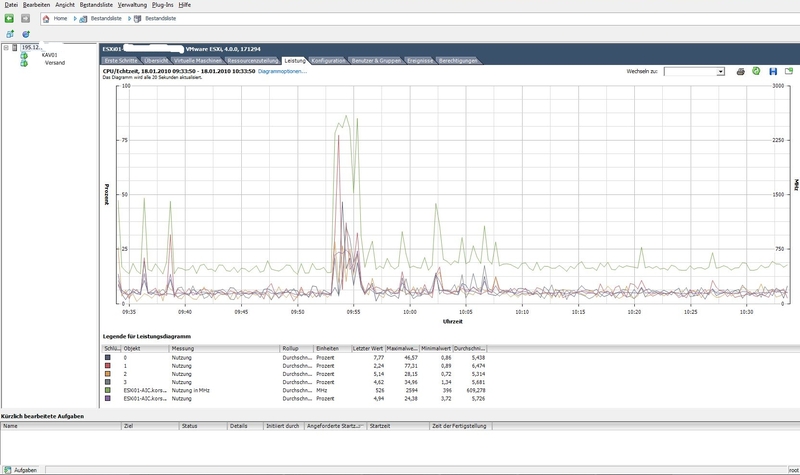 Datei Bearbeiten Ansicht Bestandsliste Verwaltung Plug-Ins Hilfe
Home Bestandsliste Bestandsliste
195.12...
KAV01
Versand
ESXi01 VMware ESXi, 4.0.0, 171294
Erste Schritte Übersicht Virtuelle Maschinen Ressourcenzuteilung Leistung Konfiguration Benutzer & Gruppen Ereignisse Berechtigungen
CPU/Echtzeit, 18.01.2010 09:33:50 - 18.01.2010 10:33:50 Diagrammoptionen...
Das Diagramm wird alle 20 Sekunden aktualisiert.
Wechseln zu:
100 3000
Prozent
MHz
50 1500
25 750
0 0
09:35 09:40 09:45 09:50 09:55 10:00 10:05 10:10 10:15 10:20 10:25 10:30
Uhrzeit
Legende für Leistungsdiagramm
Schlü... Objekt Messung Rollup Einheiten Letzter Wert Maximalwe... Minimalwert Durchschni...
0 Nutzung Durchschn... Prozent 7,77 46,57 0,86 5,438
1 Nutzung Durchschn... Prozent 2,24 77,31 0,89 6,474
2 Nutzung Durchschn... Prozent 5,14 28,15 0,72 5,314
3 Nutzung Durchschn... Prozent 4,62 34,96 1,34 5,681
ESXi01-AIC.kors... Nutzung in MHz Durchschn... MHz 526 2594 396 609,278
ESXi01-AIC.kors... Nutzung Durchschn... Prozent 4,94 24,38 3,72 5,726
Kürzlich bearbeitete Aufgaben
Name Ziel Status Details Initiiert durch Angeforderte Startz... Startzeit Zeit der Fertigstellung
Aufgaben root